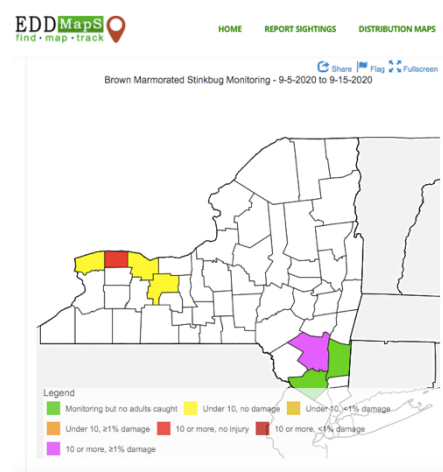 EDDMapS
find • map • track
HOME REPORT SIGHTINGS DISTRIBUTION MAPS
Share Flag Fullscreen
Brown Marmorated Stinkbug Monitoring - 9-5-2020 to 9-15-2020
Legend
Monitoring but no adults caught Under 10, no damage Under 10, <1% damage
Under 10, ≥1% damage 10 or more, no injury 10 or more, <1% damage
10 or more, ≥1% damage